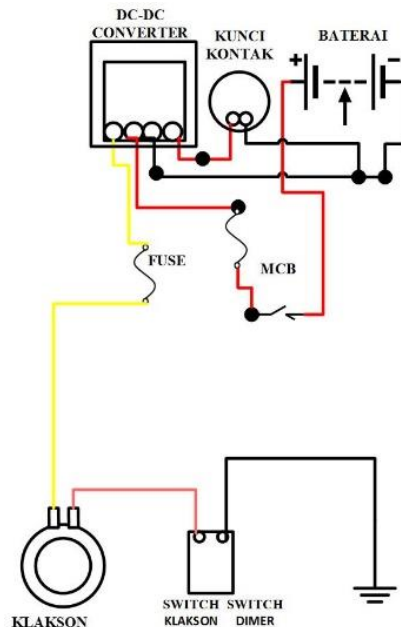 DC-DC
CONVERTER
KUNCI
KONTAK
BATERAI
+ -
FUSE
MCB
KLAKSON
SWITCH
KLAKSON
SWITCH
DIMER